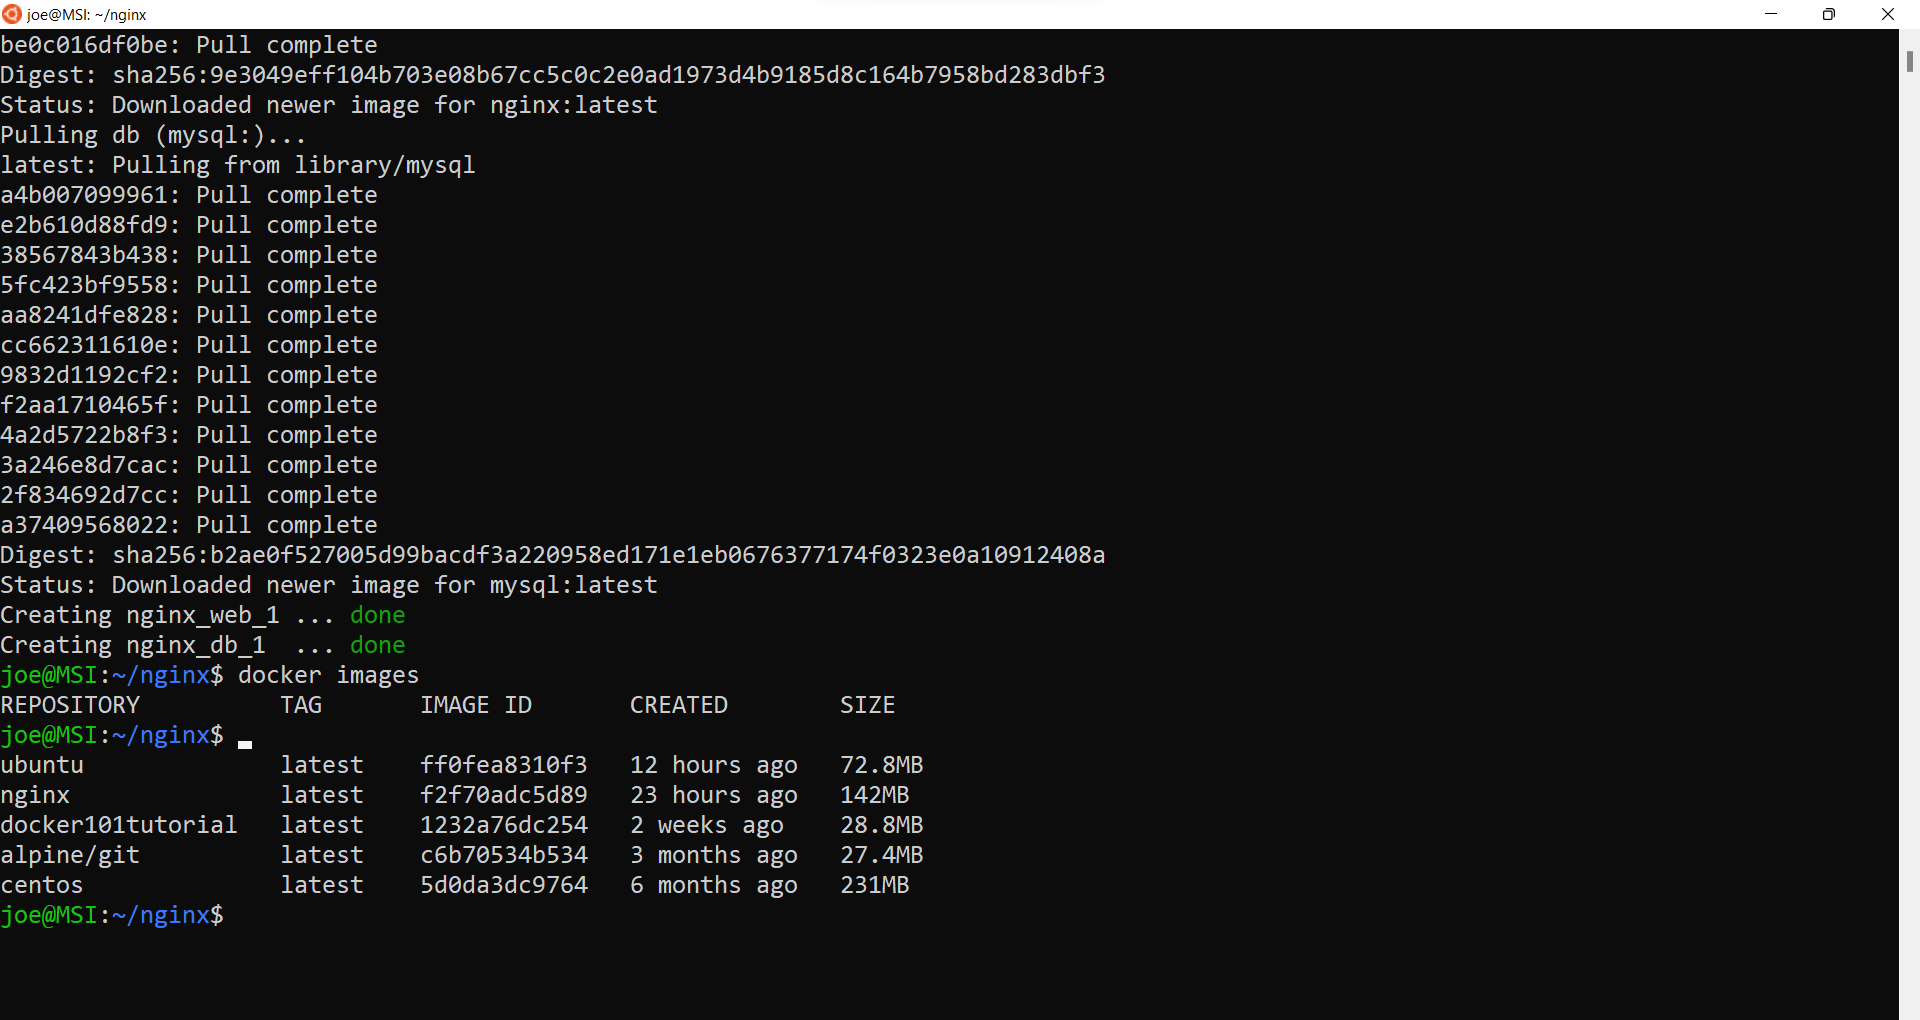 joe@MSI: ~/nginx
be0c016df0be: Pull complete
Digest: sha256:9e3049eff104b703e08b67cc5c0c2e0ad1973d4b9185d8c164b7958bd283dbf3
Status: Downloaded newer image for nginx:latest
Pulling db (mysql:)...
latest: Pulling from library/mysql
a4b007099961: Pull complete
e2b610d88fd9: Pull complete
38567843b438: Pull complete
5fc423bf9558: Pull complete
aa8241dfe828: Pull complete
cc662311610e: Pull complete
9832d1192cf2: Pull complete
f2aa1710465f: Pull complete
4a2d5722b8f3: Pull complete
3a246e8d7cac: Pull complete
2f834692d7cc: Pull complete
a37409568022: Pull complete
Digest: sha256:b2ae0f527005d99bacdf3a220958ed171e1eb0676377174f0323e0a10912408a
Status: Downloaded newer image for mysql:latest
Creating nginx_web_1 ... done
Creating nginx_db_1  ... done
joe@MSI:~/nginx$ docker images
REPOSITORY          TAG       IMAGE ID       CREATED        SIZE
joe@MSI:~/nginx$
ubuntu              latest    ff0fea8310f3   12 hours ago   72.8MB
nginx               latest    f2f70adc5d89   23 hours ago   142MB
docker101tutorial   latest    1232a76dc254   2 weeks ago    28.8MB
alpine/git          latest    c6b70534b534   3 months ago   27.4MB
centos              latest    5d0da3dc9764   6 months ago   231MB
joe@MSI:~/nginx$